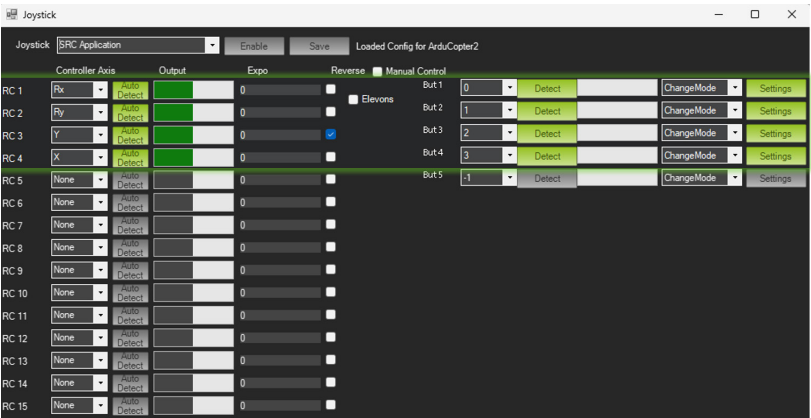 Joystick
Joystick SRC Application Enable Save Loaded Config for ArduCopter2
Controller Axis Output Expo Reverse Manual Control
RC 1 Rx Auto Detect 0 But 1 0 Detect ChangeMode Settings
Elevons
RC 2 Ry Auto Detect 0 But 2 1 Detect ChangeMode Settings
RC 3 Y Auto Detect 0 But 3 2 Detect ChangeMode Settings
RC 4 X Auto Detect 0 But 4 3 Detect ChangeMode Settings
RC 5 None Auto Detect 0 But 5 -1 Detect ChangeMode Settings
RC 6 None Auto Detect 0
RC 7 None Auto Detect 0
RC 8 None Auto Detect 0
RC 9 None Auto Detect 0
RC 10 None Auto Detect 0
RC 11 None Auto Detect 0
RC 12 None Auto Detect 0
RC 13 None Auto Detect 0
RC 14 None Auto Detect 0
RC 15 None Auto Detect 0